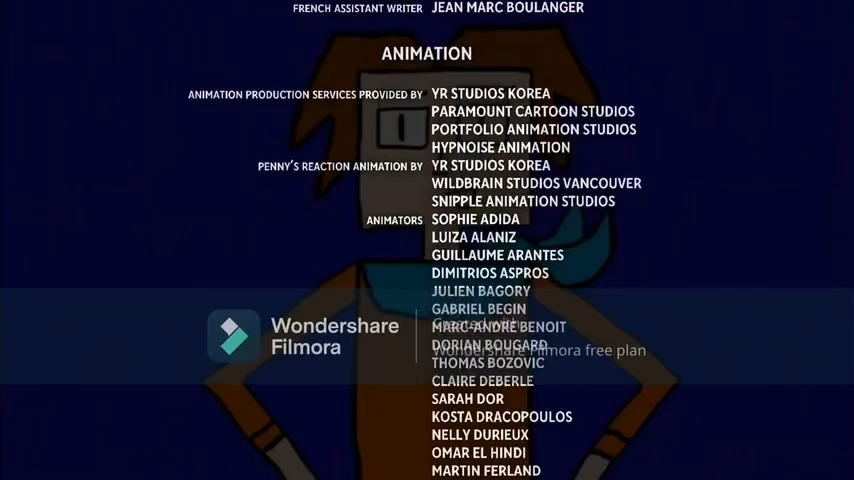 FRENCH ASSISTANT WRITER JEAN MARC BOULANGER
ANIMATION
ANIMATION PRODUCTION SERVICES PROVIDED BY YR STUDIOS KOREA
PARAMOUNT CARTOON STUDIOS
PORTFOLIO ANIMATION STUDIOS
HYPNOISE ANIMATION
PENNY'S REACTION ANIMATION BY YR STUDIOS KOREA
WILDBRAIN STUDIOS VANCOUVER
SNIPPLE ANIMATION STUDIOS
ANIMATORS SOPHIE ADIDA
LUIZA ALANIZ
GUILLAUME ARANTES
DIMITRIOS ASPROS
JULIEN BAGORY
GABRIEL BEGIN
MARC-ANDRE BENOIT
DORIAN BOUGARD
THOMAS BOZOVIC
CLAIRE DEBERLE
SARAH DOR
KOSTA DRACOPOULOS
NELLY DURIEUX
OMAR EL HINDI
MARTIN FERLAND
Wondershare
Filmora
Created with
Wondershare Filmora free plan